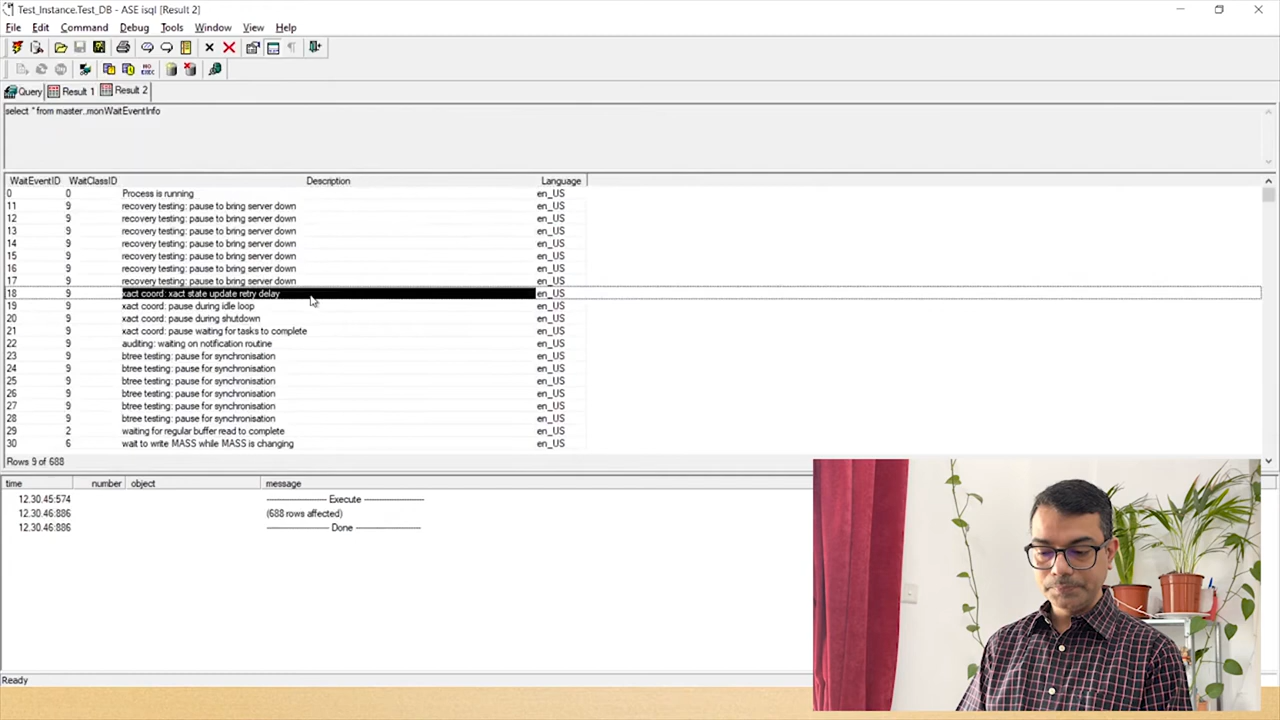 Test_Instance.Test_DB - ASE isql [Result 2]
File Edit Command Debug Tools Window View Help
NO EXEC
Query Result 1 Result 2
select * from master..monWaitEventInfo
WaitEventID WaitClassID Description Language
0 0 Process is running en_US
11 9 recovery testing: pause to bring server down en_US
12 9 recovery testing: pause to bring server down en_US
13 9 recovery testing: pause to bring server down en_US
14 9 recovery testing: pause to bring server down en_US
15 9 recovery testing: pause to bring server down en_US
16 9 recovery testing: pause to bring server down en_US
17 9 recovery testing: pause to bring server down en_US
18 9 xact coord: xact state update retry delay en_US
19 9 xact coord: pause during idle loop en_US
20 9 xact coord: pause during shutdown en_US
21 9 xact coord: pause waiting for tasks to complete en_US
22 9 auditing: waiting on notification routine en_US
23 9 btree testing: pause for synchronisation en_US
24 9 btree testing: pause for synchronisation en_US
25 9 btree testing: pause for synchronisation en_US
26 9 btree testing: pause for synchronisation en_US
27 9 btree testing: pause for synchronisation en_US
28 9 btree testing: pause for synchronisation en_US
29 2 waiting for regular buffer read to complete en_US
30 6 wait to write MASS while MASS is changing en_US
Rows 9 of 688
time number object message
12.30.45:574 -------------------- Execute --------------------
12.30.46:886 (688 rows affected)
12.30.46:886 -------------------- Done --------------------
Ready